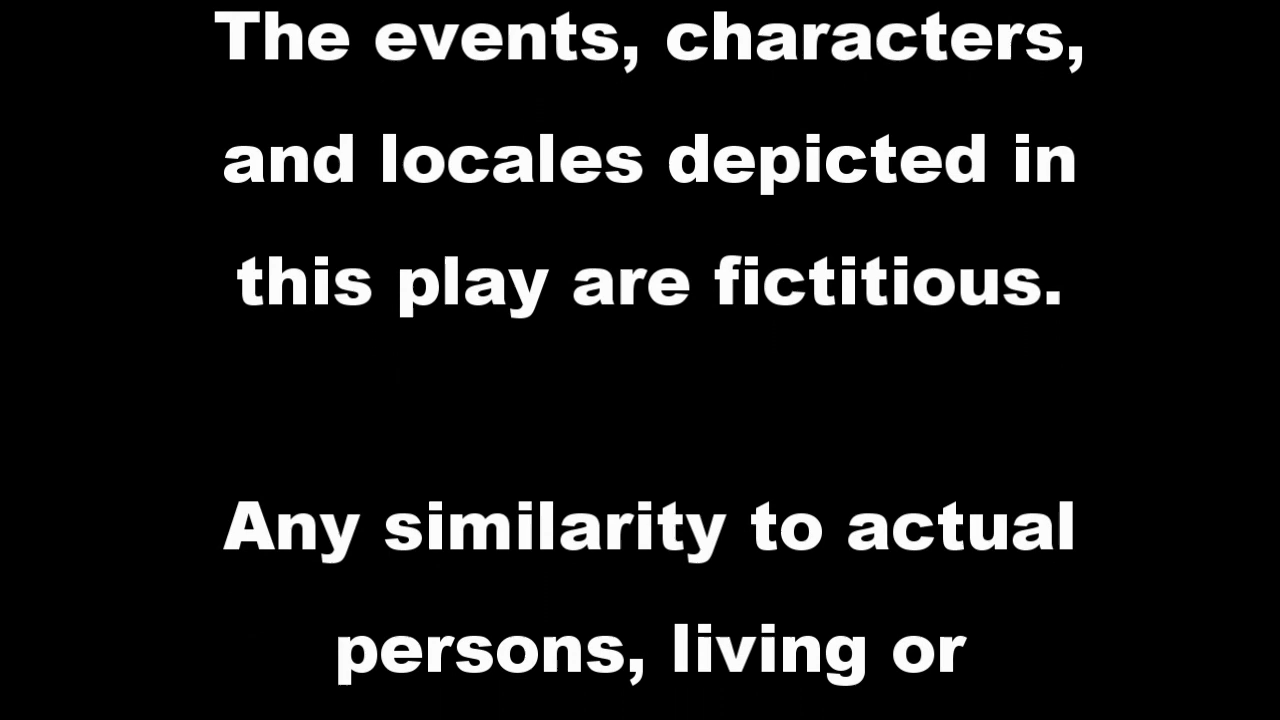 The events, characters,
and locales depicted in
this play are fictitious.
Any similarity to actual
persons, living or